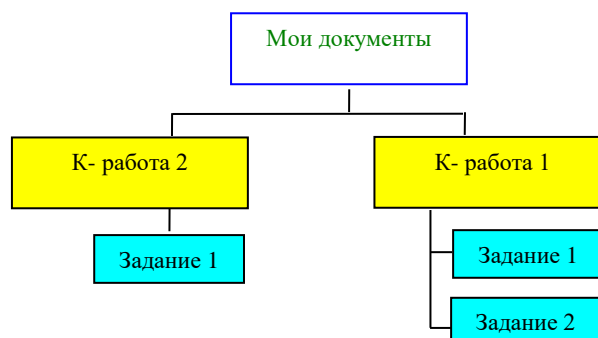 Мои документы
К- работа 2
К- работа 1
Задание 1
Задание 1
Задание 2